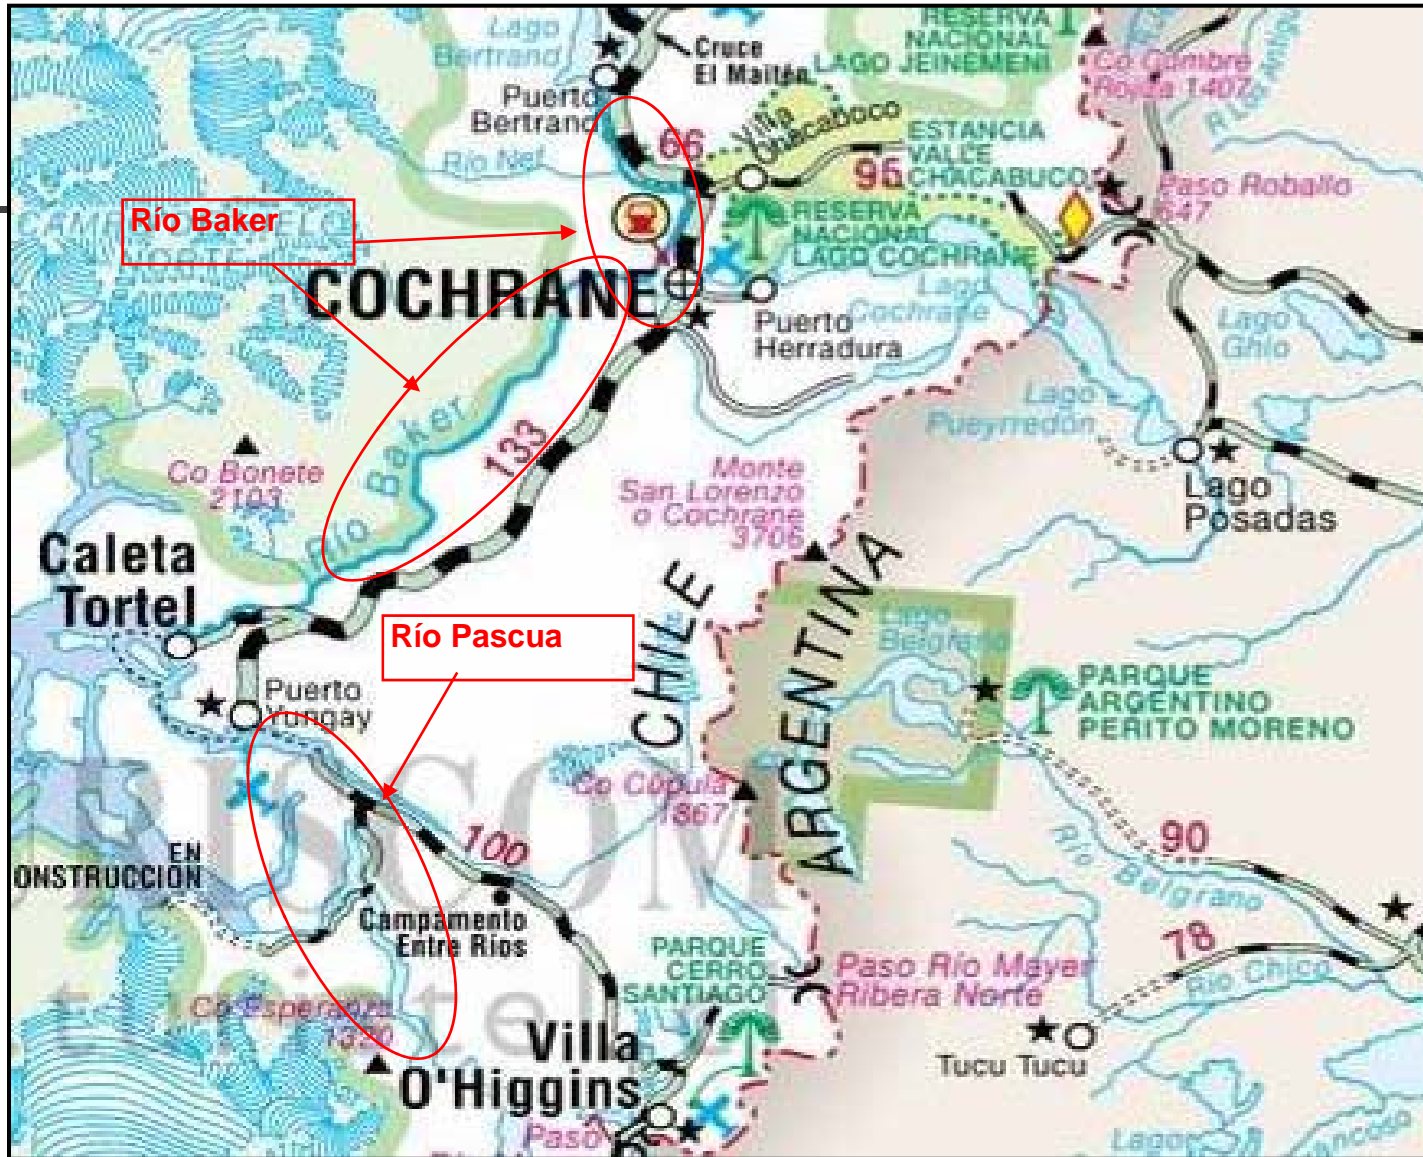 Lago
Bertrand
Cruce
El Maitén
RESERVA
NACIONAL
LAGO JEINEMENI
Co Cumbre
Rojiza 1407
Puerto
Bertrand
Río Nef
66
Villa
Chacabuco
95
ESTANCIA
VALLE
CHACABUCO
Paso Roballo
647
Río Baker
RESERVA
NACIONAL
LAGO COCHRANE
COCHRANE
Lago
Cochrane
Puerto
Herradura
Lago
Ghio
Lago
Pueyrredón
Río Baker
133
Co Bonete
2103
Monte
San Lorenzo
o Cochrane
3706
Lago
Posadas
Caleta
Tortel
CHILE
ARGENTINA
Lago
Belgrano
Río Pascua
PARQUE
ARGENTINO
PERITO MORENO
Puerto
Yungay
Co Cúpula
1867
100
90
Río Belgrano
EN
ONSTRUCCIÓN
Campamento
Entre Ríos
78
Río Chico
PARQUE
CERRO
SANTIAGO
Paso Río Mayer
Ribera Norte
Co Esperanza
Villa
O'Higgins
Tucu Tucu
Paso
Lago